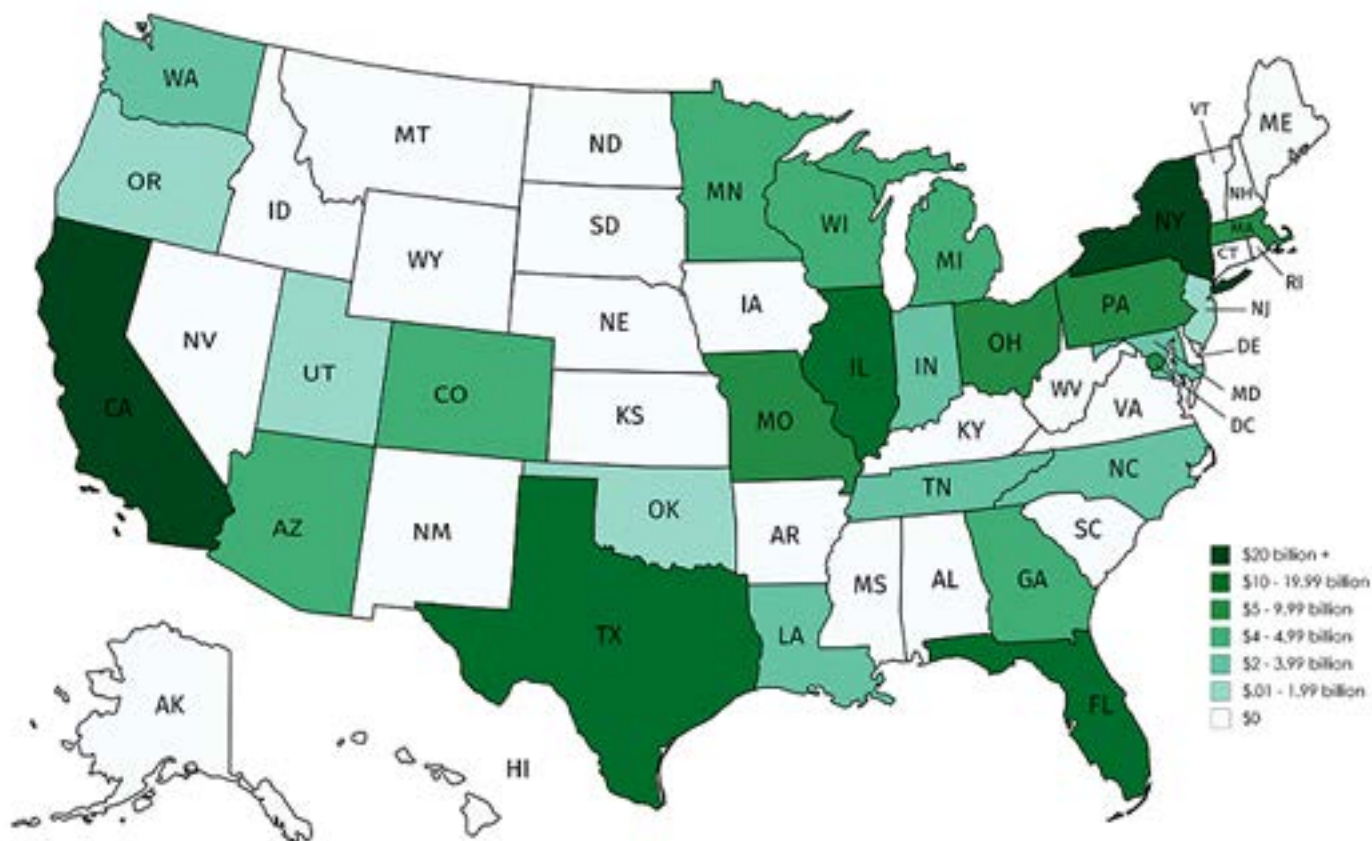 WA
MT
ND
MN
VT
ME
OR
ID
SD
WI
NH
NY
MA
WY
MI
CT
RI
IA
PA
NJ
NE
NV
OH
DE
UT
IL
IN
CO
WV
MD
CA
VA
KS
MO
DC
KY
NC
TN
OK
AZ
NM
AR
SC
MS
AL
GA
TX
LA
FL
AK
HI
$20 billion +
$10 - 19.99 billion
$5 - 9.99 billion
$4 - 4.99 billion
$2 - 3.99 billion
$.01 - 1.99 billion
$0